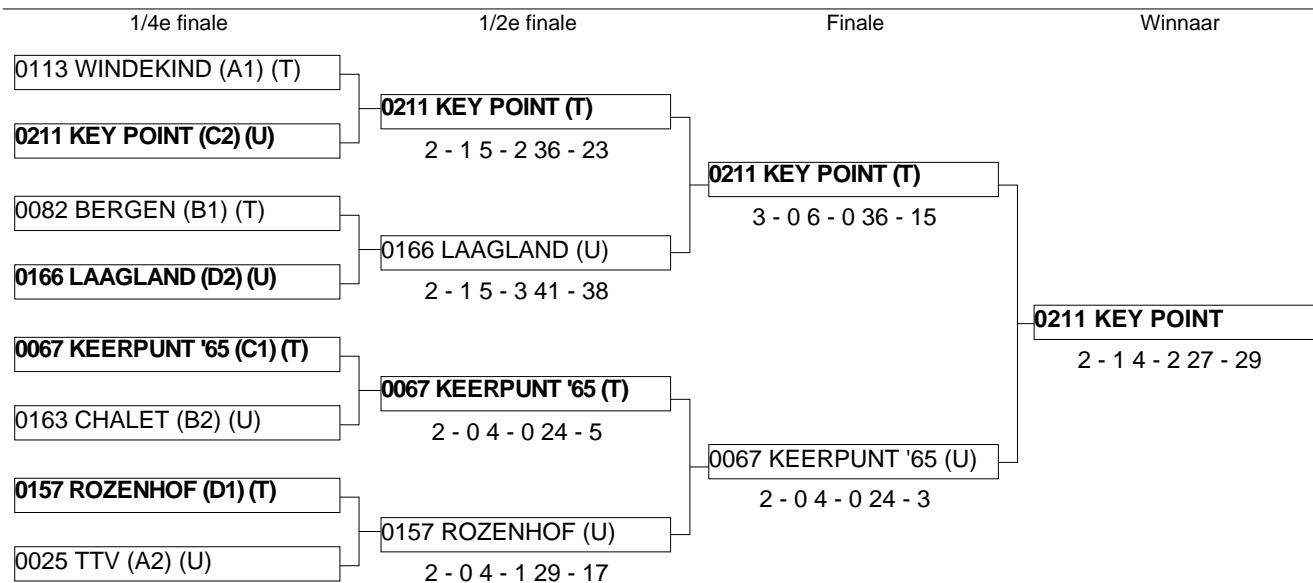 1/4e finale
1/2e finale
Finale
Winnaar
0113 WINDEKIND (A1) (T)
0211 KEY POINT (C2) (U)
0082 BERGEN (B1) (T)
0166 LAAGLAND (D2) (U)
0067 KEERPUNT '65 (C1) (T)
0163 CHALET (B2) (U)
0157 ROZENHOF (D1) (T)
0025 TTV (A2) (U)
0211 KEY POINT (T)
2 - 1 5 - 2 36 - 23
0166 LAAGLAND (U)
2 - 1 5 - 3 41 - 38
0067 KEERPUNT '65 (T)
2 - 0 4 - 0 24 - 5
0157 ROZENHOF (U)
2 - 0 4 - 1 29 - 17
0211 KEY POINT (T)
3 - 0 6 - 0 36 - 15
0067 KEERPUNT '65 (U)
2 - 0 4 - 0 24 - 3
0211 KEY POINT
2 - 1 4 - 2 27 - 29